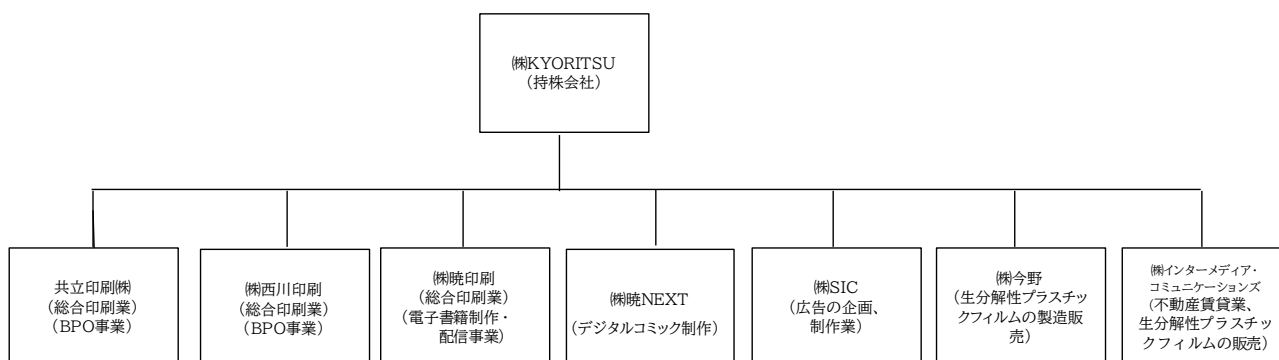 ㈱KYORITSU
（持株会社）
共立印刷㈱
（総合印刷業）
（BPO事業）
㈱西川印刷
（総合印刷業）
（BPO事業）
㈱暁印刷
（総合印刷業）
（電子書籍制作・
配信事業）
㈱暁NEXT
（デジタルコミック制作）
㈱SIC
（広告の企画、
制作業）
㈱今野
（生分解性プラスチッ
クフィルムの製造販
売）
㈱インターメディア・
コミュニケーションズ
（不動産賃貸業、
生分解性プラスチッ
クフィルムの販売）